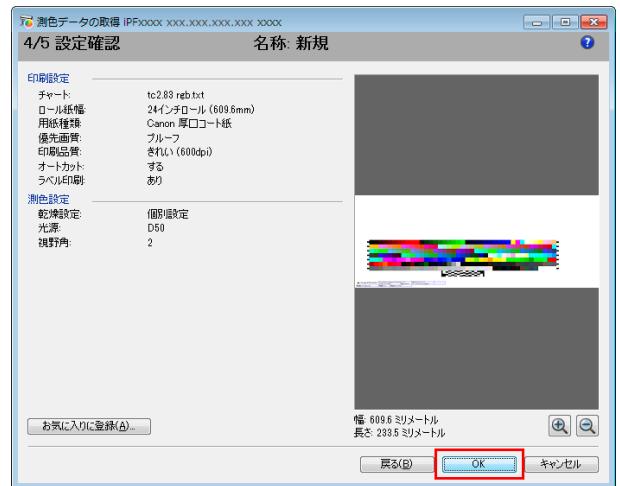 測色データの取得 iPFxxxx xxx.xxx.xxx.xxx xxxx
4/5 設定確認 名称: 新規
印刷設定
チャート: tc2.83 rgb.txt
ロール紙幅: 24インチロール (609.6mm)
用紙種類: Canon 厚口コート紙
優先画質: プルーフ
印刷品質: きれい (600dpi)
オートカット: する
ラベル印刷: あり
測色設定
乾燥設定: 個別設定
光源: D50
視野角: 2
幅: 609.6 ミリメートル
長さ: 233.5 ミリメートル
お気に入りに登録(A)...
戻る(B) OK キャンセル